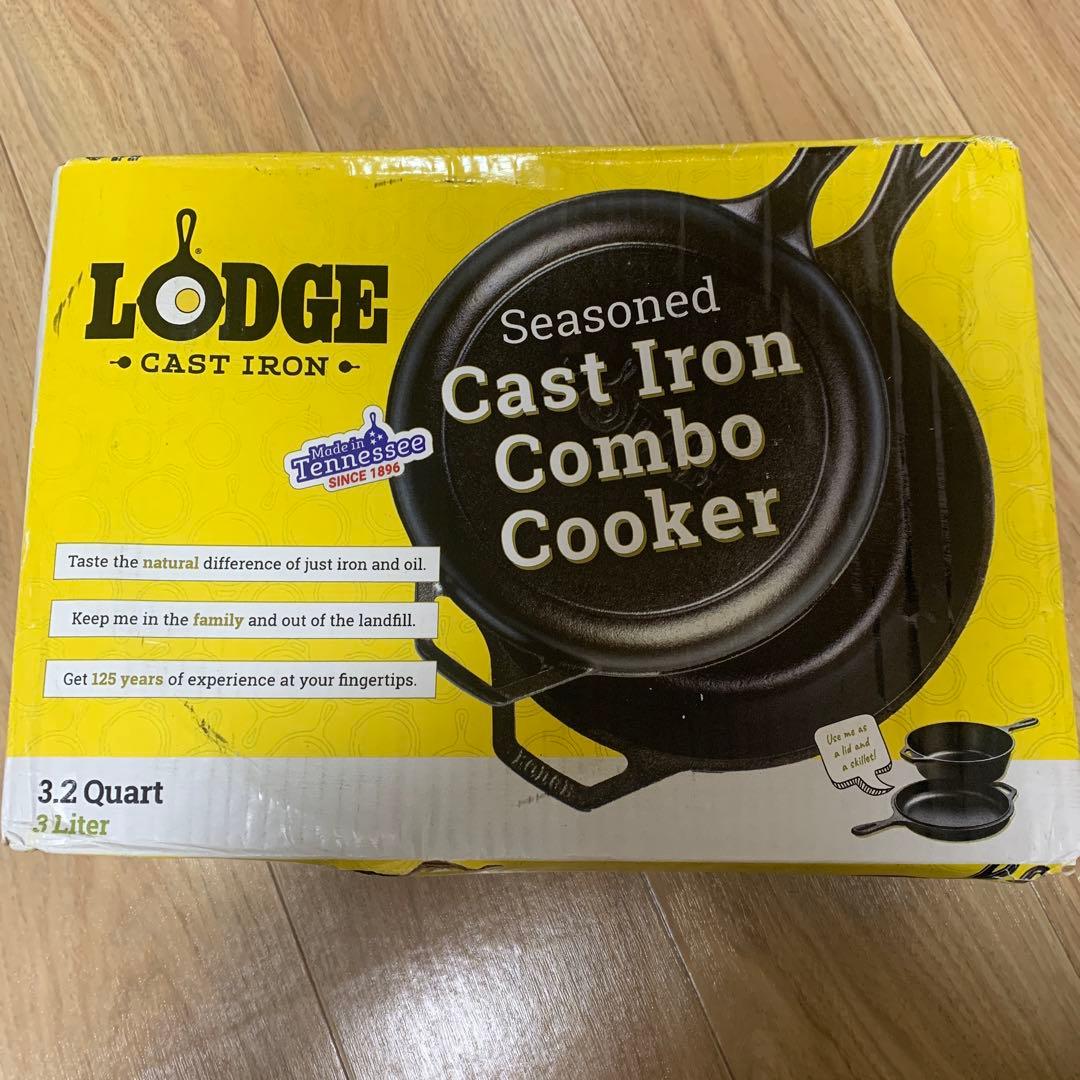 LODGE
®
CAST IRON
Made in
Tennessee
SINCE 1896
Seasoned
Cast Iron
Combo
Cooker
Taste the natural difference of just iron and oil.
Keep me in the family and out of the landfill.
Get 125 years of experience at your fingertips.
Use me as
a lid and
a skillet!
3.2 Quart
3 Liter
LODGE